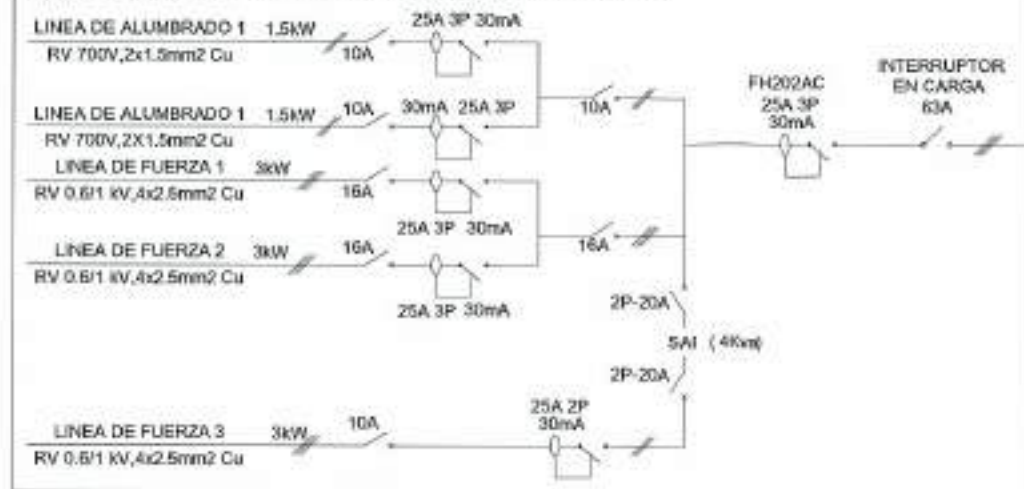 LINEA DE ALUMBRADO 1 1.5kW
RV 700V,2x1.5mm2 Cu
10A
25A 3P 30mA
LINEA DE ALUMBRADO 1 1.5kW
RV 700V,2X1.5mm2 Cu
10A
30mA 25A 3P
10A
LINEA DE FUERZA 1 3kW
RV 0.6/1 kV,4x2.5mm2 Cu
16A
25A 3P 30mA
LINEA DE FUERZA 2 3kW
RV 0.6/1 kV,4x2.5mm2 Cu
16A
25A 3P 30mA
16A
FH202AC
25A 3P
30mA
INTERRUPTOR
EN CARGA
63A
2P-20A
SAI (4Kva)
2P-20A
LINEA DE FUERZA 3 3kW
RV 0.6/1 kV,4x2.5mm2 Cu
10A
25A 2P
30mA